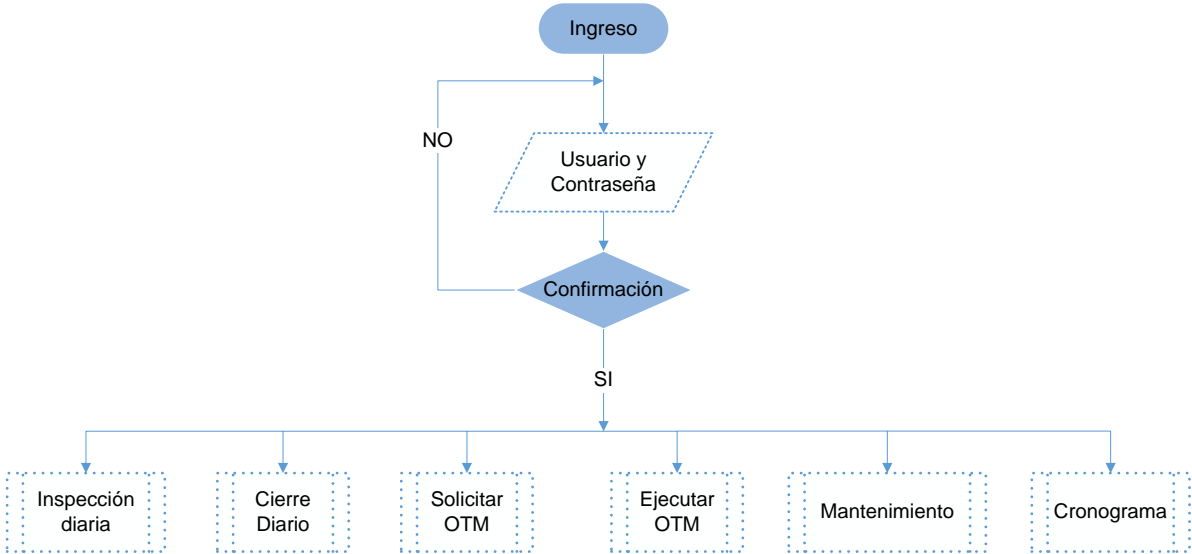 Ingreso
NO
Usuario y
Contraseña
Confirmación
SI
Inspección
diaria
Cierre
Diario
Solicitar
OTM
Ejecutar
OTM
Mantenimiento
Cronograma